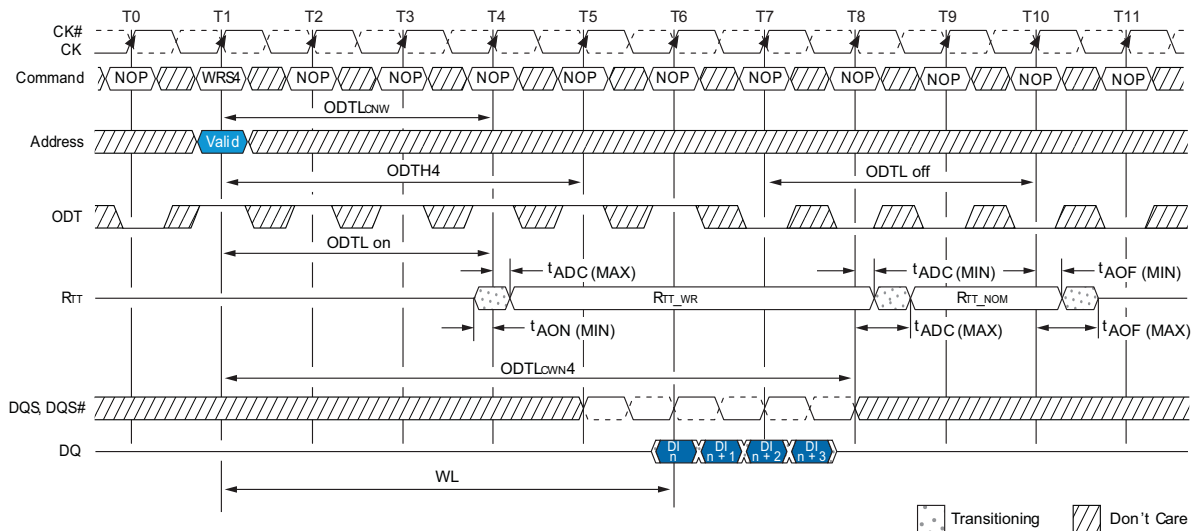 T0 T1 T2 T3 T4 T5 T6 T7 T8 T9 T10 T11
CK#
CK
Command NOP WRS4 NOP NOP NOP NOP NOP NOP NOP NOP NOP NOP
ODTLCNW
Address Valid
ODTH4 ODTL off
ODT
ODTL on
tADC (MAX) tADC (MIN) tAOF (MIN)
RTT RTT_WR RTT_NOM
tAON (MIN) tADC (MAX) tAOF (MAX)
ODTLCWN4
DQS, DQS#
DQ DI n DI n + 1 DI n + 2 DI n + 3
WL
Transitioning Don't Care